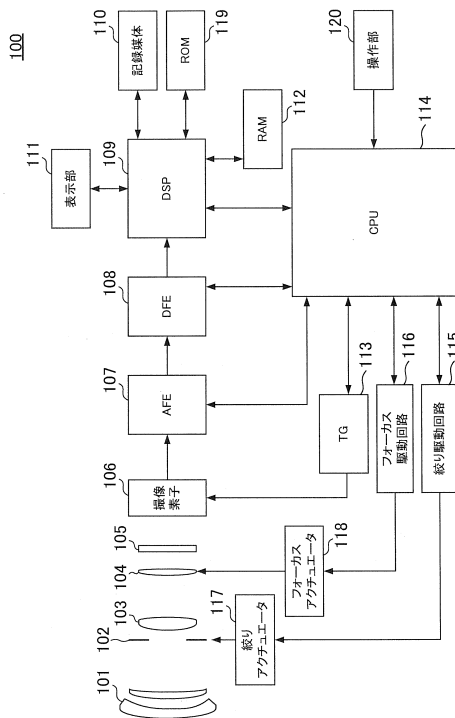 100
110
記録媒体
119
ROM
111
表示部
109
DSP
112
RAM
120
操作部
114
CPU
108
DFE
107
AFE
106
撮像
素子
113
TG
116
フォーカス
駆動回路
115
絞り駆動回路
105
104
103
102
101
118
フォーカス
アクチュエータ
117
絞り
アクチュエータ